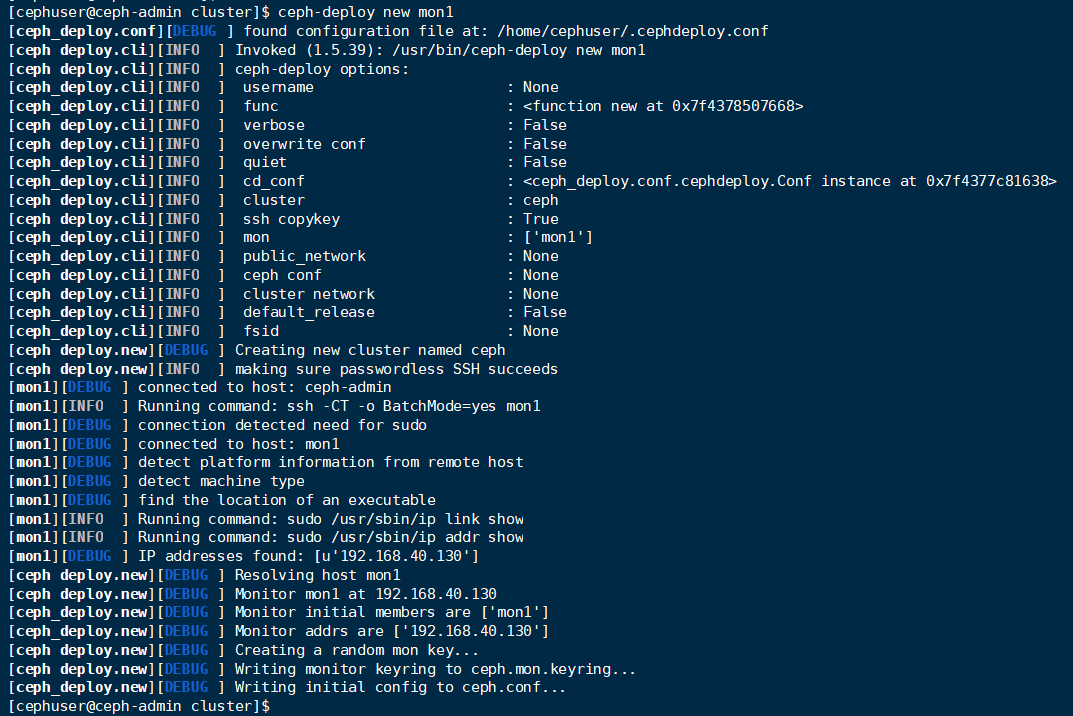 [cephuser@ceph-admin cluster]$ ceph-deploy new mon1
[ceph_deploy.conf][DEBUG ] found configuration file at: /home/cephuser/.cephdeploy.conf
[ceph_deploy.cli][INFO  ] Invoked (1.5.39): /usr/bin/ceph-deploy new mon1
[ceph_deploy.cli][INFO  ] ceph-deploy options:
[ceph_deploy.cli][INFO  ]  username                      : None
[ceph_deploy.cli][INFO  ]  func                          : <function new at 0x7f4378507668>
[ceph_deploy.cli][INFO  ]  verbose                       : False
[ceph_deploy.cli][INFO  ]  overwrite_conf                : False
[ceph_deploy.cli][INFO  ]  quiet                         : False
[ceph_deploy.cli][INFO  ]  cd_conf                       : <ceph_deploy.conf.cephdeploy.Conf instance at 0x7f4377c81638>
[ceph_deploy.cli][INFO  ]  cluster                       : ceph
[ceph_deploy.cli][INFO  ]  ssh_copykey                   : True
[ceph_deploy.cli][INFO  ]  mon                           : ['mon1']
[ceph_deploy.cli][INFO  ]  public_network                : None
[ceph_deploy.cli][INFO  ]  ceph_conf                     : None
[ceph_deploy.cli][INFO  ]  cluster_network               : None
[ceph_deploy.cli][INFO  ]  default_release               : False
[ceph_deploy.cli][INFO  ]  fsid                          : None
[ceph_deploy.new][DEBUG ] Creating new cluster named ceph
[ceph_deploy.new][INFO  ] making sure passwordless SSH succeeds
[mon1][DEBUG ] connected to host: ceph-admin
[mon1][INFO  ] Running command: ssh -CT -o BatchMode=yes mon1
[mon1][DEBUG ] connection detected need for sudo
[mon1][DEBUG ] connected to host: mon1
[mon1][DEBUG ] detect platform information from remote host
[mon1][DEBUG ] detect machine type
[mon1][DEBUG ] find the location of an executable
[mon1][INFO  ] Running command: sudo /usr/sbin/ip link show
[mon1][INFO  ] Running command: sudo /usr/sbin/ip addr show
[mon1][DEBUG ] IP addresses found: [u'192.168.40.130']
[ceph_deploy.new][DEBUG ] Resolving host mon1
[ceph_deploy.new][DEBUG ] Monitor mon1 at 192.168.40.130
[ceph_deploy.new][DEBUG ] Monitor initial members are ['mon1']
[ceph_deploy.new][DEBUG ] Monitor addrs are ['192.168.40.130']
[ceph_deploy.new][DEBUG ] Creating a random mon key...
[ceph_deploy.new][DEBUG ] Writing monitor keyring to ceph.mon.keyring...
[ceph_deploy.new][DEBUG ] Writing initial config to ceph.conf...
[cephuser@ceph-admin cluster]$